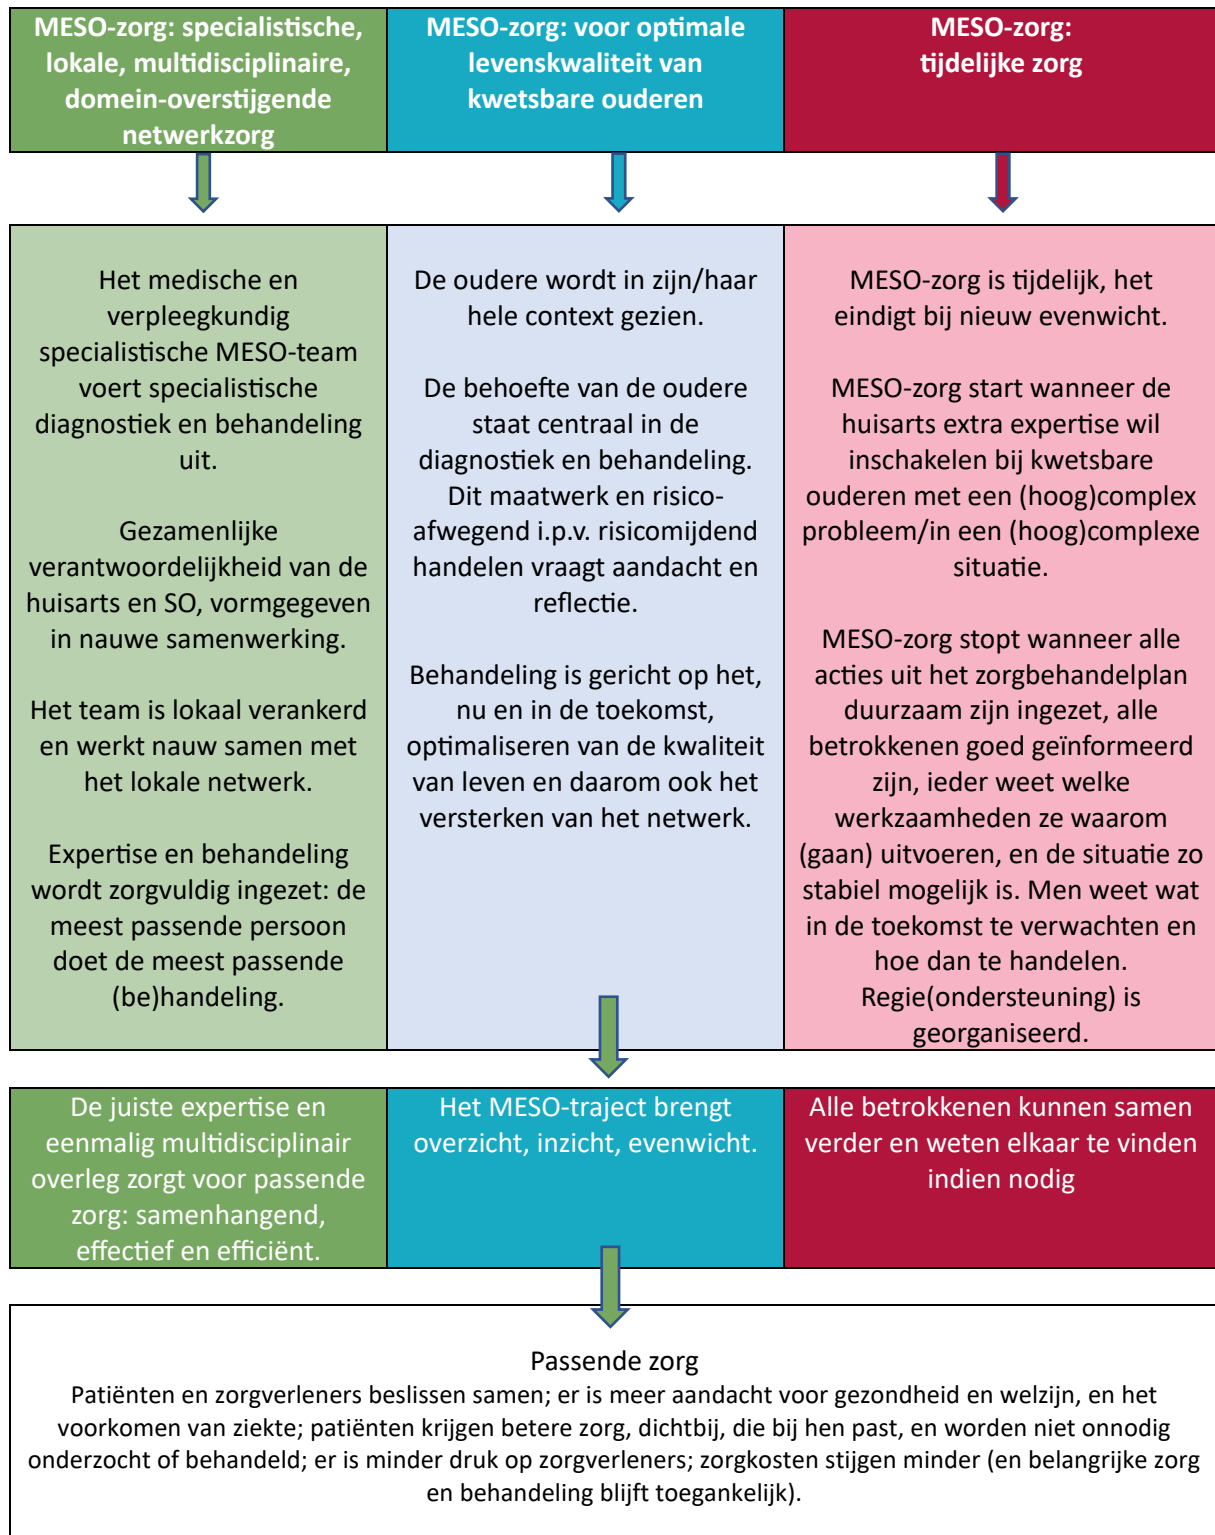 MESO-zorg: specialistische,
lokale, multidisciplinaire,
domein-overstijgende
netwerkzorg
MESO-zorg: voor optimale
levenskwaliteit van
kwetsbare ouderen
MESO-zorg:
tijdelijke zorg
Het medische en
verpleegkundig
specialistische MESO-team
voert specialistische
diagnostiek en behandeling
uit.
Gezamenlijke
verantwoordelijkheid van de
huisarts en SO, vormgegeven
in nauwe samenwerking.
Het team is lokaal verankerd
en werkt nauw samen met
het lokale netwerk.
Expertise en behandeling
wordt zorgvuldig ingezet: de
meest passende persoon
doet de meest passende
(be)handeling.
De oudere wordt in zijn/haar
hele context gezien.
De behoefte van de oudere
staat centraal in de
diagnostiek en behandeling.
Dit maatwerk en risico-
afwegend i.p.v. risicomijdend
handelen vraagt aandacht en
reflectie.
Behandeling is gericht op het,
nu en in de toekomst,
optimaliseren van de kwaliteit
van leven en daarom ook het
versterken van het netwerk.
MESO-zorg is tijdelijk, het
eindigt bij nieuw evenwicht.
MESO-zorg start wanneer de
huisarts extra expertise wil
inschakelen bij kwetsbare
ouderen met een (hoog)complex
probleem/in een (hoog)complexe
situatie.
MESO-zorg stopt wanneer alle
acties uit het zorgbehandelplan
duurzaam zijn ingezet, alle
betrokkenen goed geïnformeerd
zijn, ieder weet welke
werkzaamheden ze waarom
(gaan) uitvoeren, en de situatie zo
stabiel mogelijk is. Men weet wat
in de toekomst te verwachten en
hoe dan te handelen.
Regie(ondersteuning) is
georganiseerd.
De juiste expertise en
eenmalig multidisciplinair
overleg zorgt voor passende
zorg: samenhangend,
effectief en efficiënt.
Het MESO-traject brengt
overzicht, inzicht, evenwicht.
Alle betrokkenen kunnen samen
verder en weten elkaar te vinden
indien nodig
Passende zorg
Patiënten en zorgverleners beslissen samen; er is meer aandacht voor gezondheid en welzijn, en het
voorkomen van ziekte; patiënten krijgen betere zorg, dichtbij, die bij hen past, en worden niet onnodig
onderzocht of behandeld; er is minder druk op zorgverleners; zorgkosten stijgen minder (en belangrijke zorg
en behandeling blijft toegankelijk).